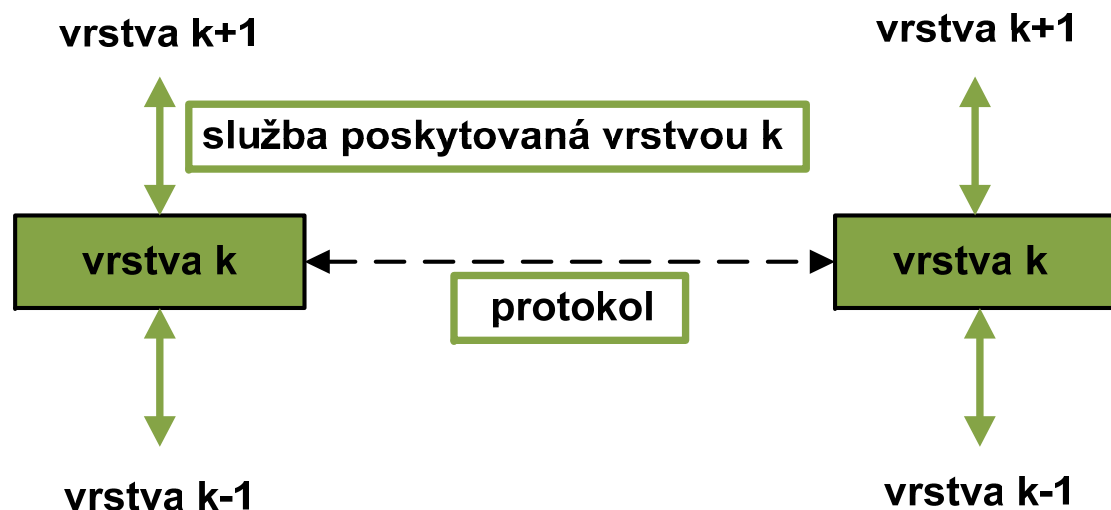 vrstva k+1
vrstva k+1
služba poskytovaná vrstvou k
vrstva k
vrstva k
protokol
vrstva k-1
vrstva k-1